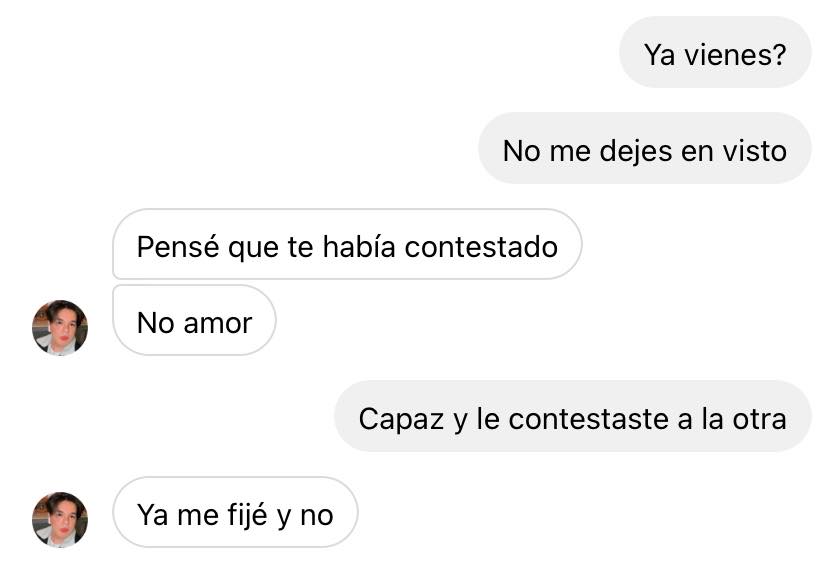 Ya vienes?
No me dejes en visto
Pensé que te había contestado
No amor
Capaz y le contestaste a la otra
Ya me fijé y no